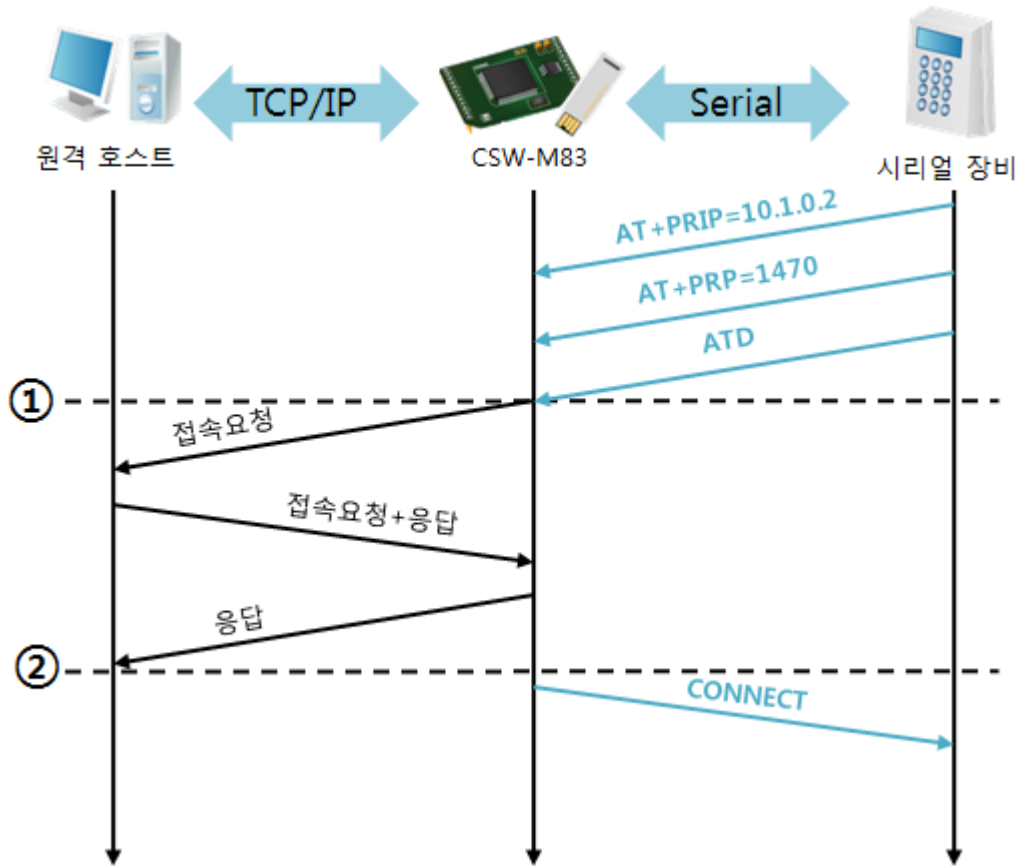 TCP/IP
Serial
원격 호스트
CSW-M83
시리얼 장비
AT+PRIP=10.1.0.2
AT+PRP=1470
ATD
①
접속요청
접속요청+응답
응답
②
CONNECT